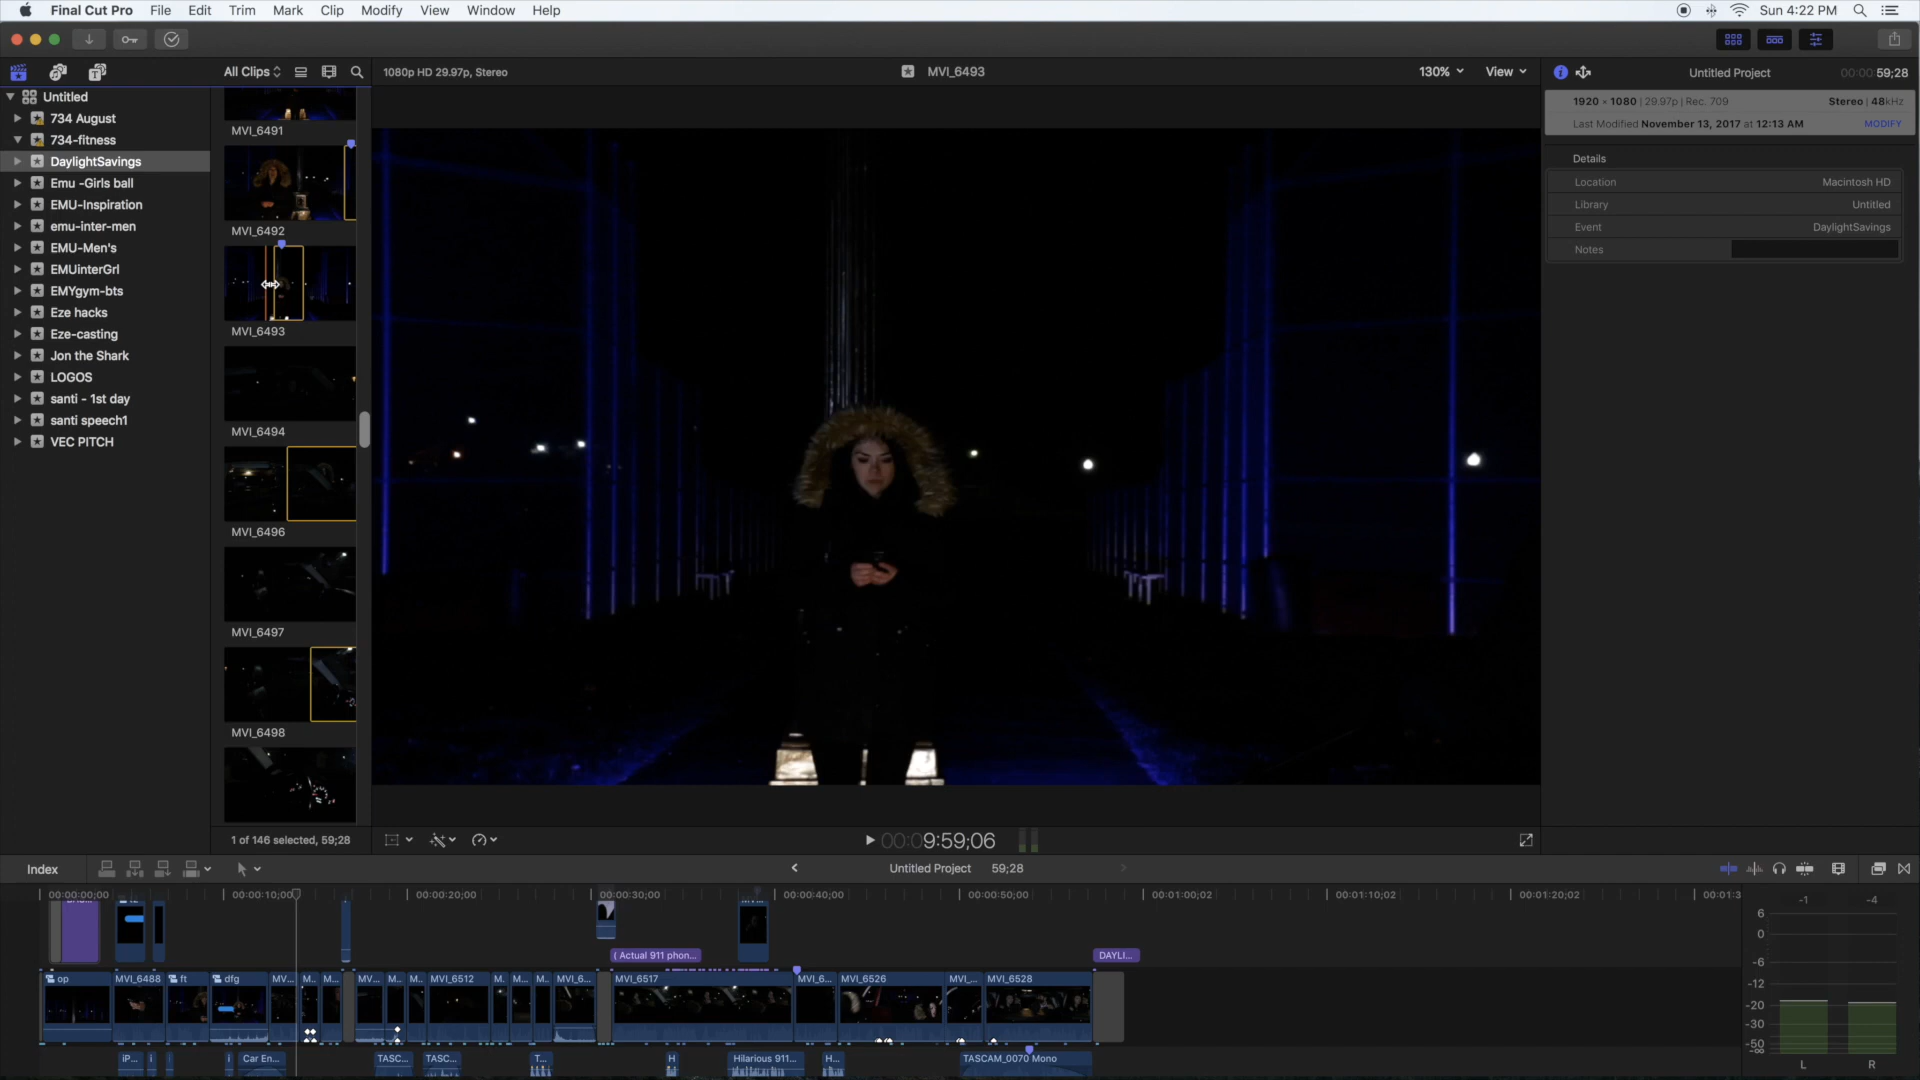 Final Cut Pro File Edit Trim Mark Clip Modify View Window Help Sun 4:22 PM
All Clips 1080p HD 29.97p, Stereo MVI_6493 130% View Untitled Project 00:00:59;28
Untitled
734 August
734-fitness
DaylightSavings
Emu -Girls ball
EMU-Inspiration
emu-inter-men
EMU-Men's
EMUinterGrl
EMYgym-bts
Eze hacks
Eze-casting
Jon the Shark
LOGOS
santi - 1st day
santi speech1
VEC PITCH
MVI_6491
MVI_6492
MVI_6493
MVI_6494
MVI_6496
MVI_6497
MVI_6498
1 of 146 selected, 59;28
1920 × 1080 | 29.97p | Rec. 709 Stereo | 48kHz
Last Modified November 13, 2017 at 12:13 AM MODIFY
Details
Location Macintosh HD
Library Untitled
Event DaylightSavings
Notes
9:59;06
Index Untitled Project 59;28
00:00:00;00 00:00:10;00 00:00:20;00 00:00:30;00 00:00:40;00 00:00:50;00 00:01:00;02 00:01:10;02 00:01:20;02 00:01:3
( Actual 911 phon... DAYLI...
op MVI_6488 ft dfg MV... M.. M... MV... M... M... MVI_6512 M. M... M.. MVI_6... MVI_6517 MVI_6... MVI_6526 MVI_... MVI_6528
iP... i i Car En... TASC... TASC... T... H Hilarious 911... H... TASCAM_0070 Mono
-1 -4
6
0
-6
-12
-20
-30
-50
-∞
L R